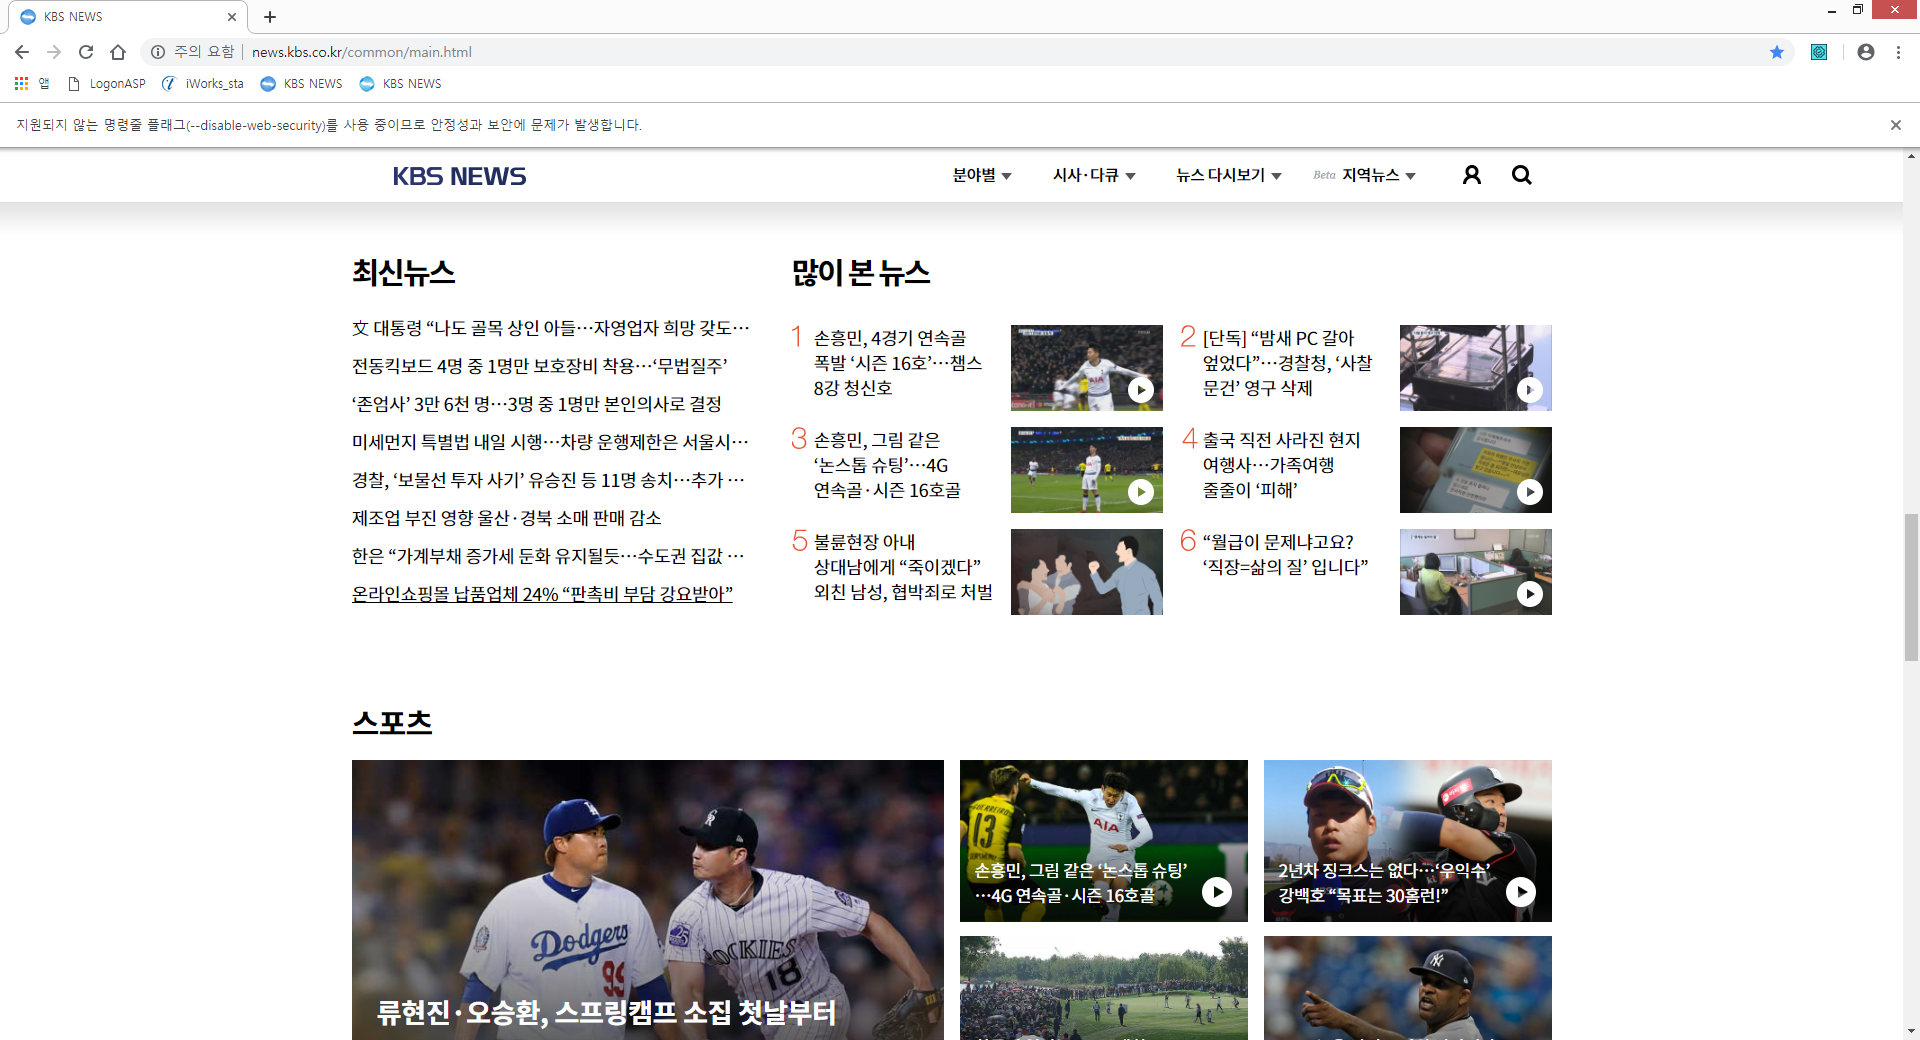 KBS NEWS
주의 요함
news.kbs.co.kr/common/main.html
앱
LogonASP
iWorks_sta
KBS NEWS
KBS NEWS
지원되지 않는 명령줄 플래그(--disable-web-security)를 사용 중이므로 안정성과 보안에 문제가 발생합니다.
KBS NEWS
분야별
시사·다큐
뉴스 다시보기
Beta 지역뉴스
최신뉴스
文 대통령 “나도 골목 상인 아들…자영업자 희망 갖도…
전동킥보드 4명 중 1명만 보호장비 착용…‘무법질주’
‘존엄사’ 3만 6천 명…3명 중 1명만 본인의사로 결정
미세먼지 특별법 내일 시행…차량 운행제한은 서울시…
경찰, ‘보물선 투자 사기’ 유승진 등 11명 송치…추가 …
제조업 부진 영향 울산·경북 소매 판매 감소
한은 “가계부채 증가세 둔화 유지될듯…수도권 집값 …
온라인쇼핑몰 납품업체 24% “판촉비 부담 강요받아”
많이 본 뉴스
1 손흥민, 4경기 연속골
폭발 ‘시즌 16호’…챔스
8강 청신호
2 [단독] “밤새 PC 갈아
엎었다”…경찰청, ‘사찰
문건’ 영구 삭제
3 손흥민, 그림 같은
‘논스톱 슈팅’…4G
연속골·시즌 16호골
4 출국 직전 사라진 현지
여행사…가족여행
줄줄이 ‘피해’
5 불륜현장 아내
상대남에게 “죽이겠다”
외친 남성, 협박죄로 처벌
6 “월급이 문제냐고요?
‘직장=삶의 질’ 입니다”
스포츠
Dodgers
99
ROCKIES
18
류현진·오승환, 스프링캠프 소집 첫날부터
GUERREIRO
13
AIA
손흥민, 그림 같은 ‘논스톱 슈팅’
…4G 연속골·시즌 16호골
2년차 징크스는 없다…‘우익수’
강백호 “목표는 30홈런!”